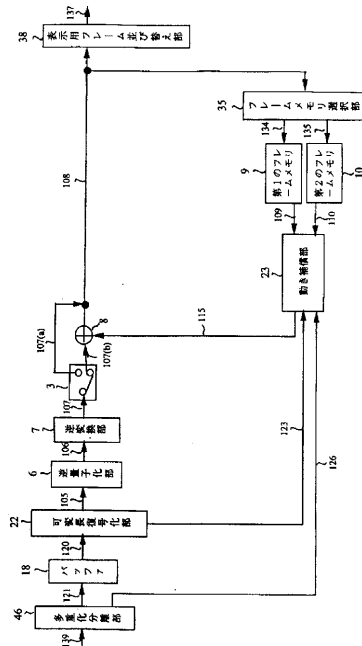 137
38
表示用フレーム並び替え部
108
35
フレームメモリ選択部
134
135
9
第1のフレームメモリ
10
第2のフレームメモリ
109
110
23
動き補償部
115
8
107(a)
107(b)
3
107
7
逆変換部
106
6
逆量子化部
105
22
可変長復号化部
120
18
バッファ
121
46
多重化分離部
139
123
126